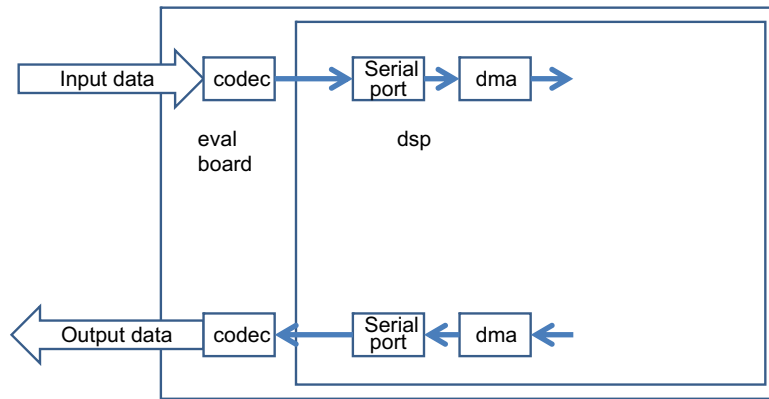 Input data
codec
Serial
port
dma
eval
board
dsp
Output data
codec
Serial
port
dma